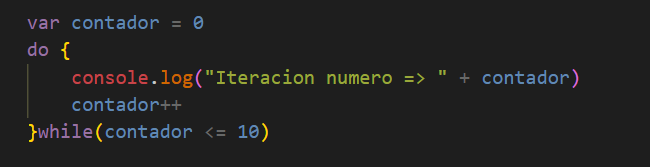 var contador = 0
do {
    console.log("Iteracion numero => " + contador)
    contador++
}while(contador <= 10)